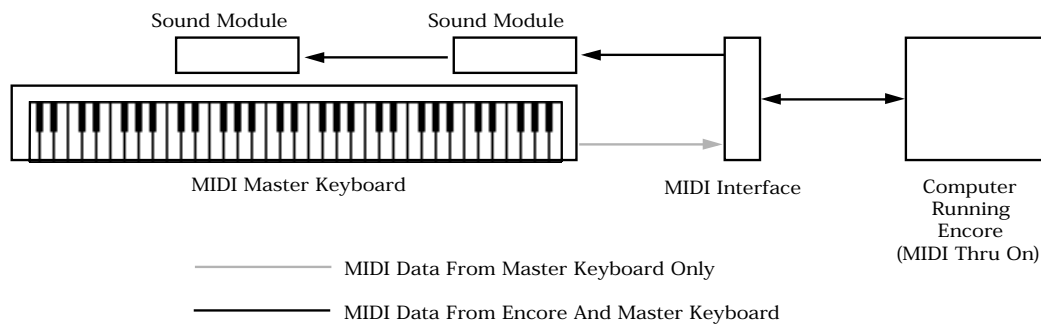 Sound Module
Sound Module
MIDI Master Keyboard
MIDI Interface
Computer
Running
Encore
(MIDI Thru On)
MIDI Data From Master Keyboard Only
MIDI Data From Encore And Master Keyboard